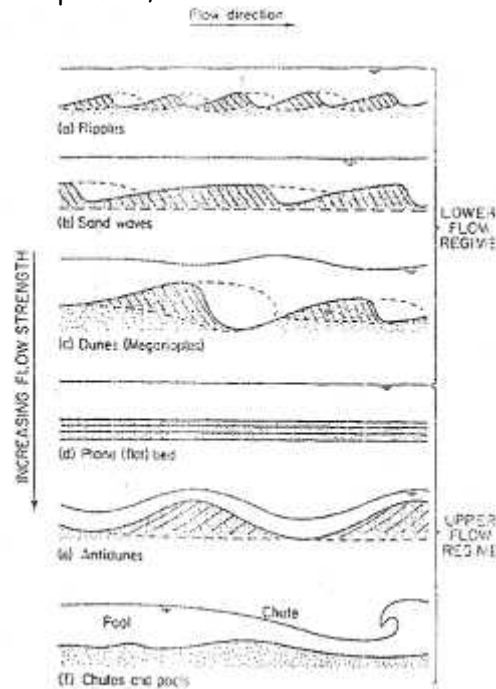 Flow direction
(a) Ripples
(b) Sand waves
LOWER
FLOW
REGIME
INCREASING FLOW STRENGTH
(c) Dunes (Megaripples)
(d) Plane (flat) bed
(e) Antidunes
UPPER
FLOW
REGIME
Pool
Chute
(f) Chutes and pools